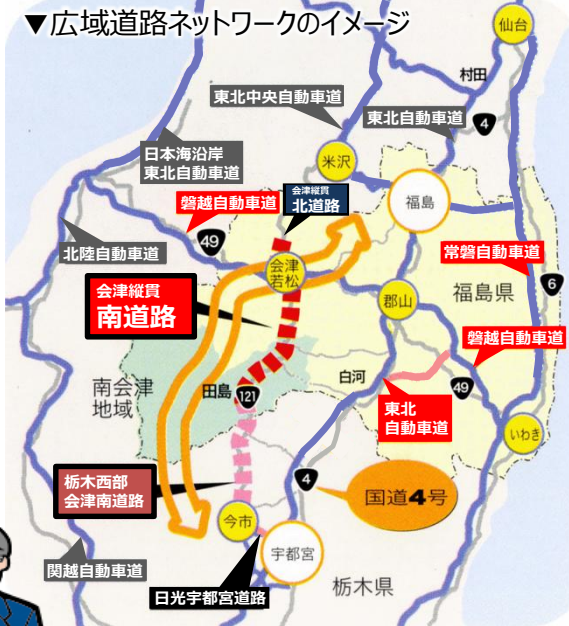 ▼広域道路ネットワークのイメージ
仙台
村田
東北中央自動車道
東北自動車道
4
日本海沿岸
東北自動車道
米沢
会津縦貫
北道路
福島
磐越自動車道
49
北陸自動車道
会津
若松
常磐自動車道
6
会津縦貫
南道路
郡山
福島県
磐越自動車道
南会津
地域
田島
121
白河
49
東北
自動車道
いわき
栃木西部
会津南道路
4
国道4号
今市
宇都宮
関越自動車道
日光宇都宮道路
栃木県